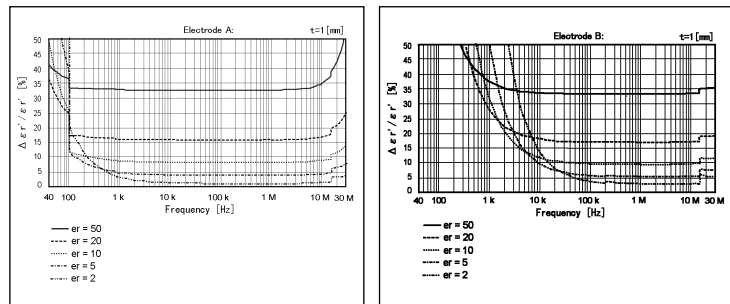 Electrode A:
t=1[mm]
Δεr'/εr' [%]
50
45
40
35
30
25
20
15
10
5
0
40
100
1 k
10 k
100 k
1 M
10 M
30 M
Frequency [Hz]
er = 50
er = 20
er = 10
er = 5
er = 2
Electrode B:
t=1[mm]
Δεr'/εr' [%]
50
45
40
35
30
25
20
15
10
5
0
40
100
1 k
10 k
100 k
1 M
10 M
30 M
Frequency [Hz]
er = 50
er = 20
er = 10
er = 5
er = 2